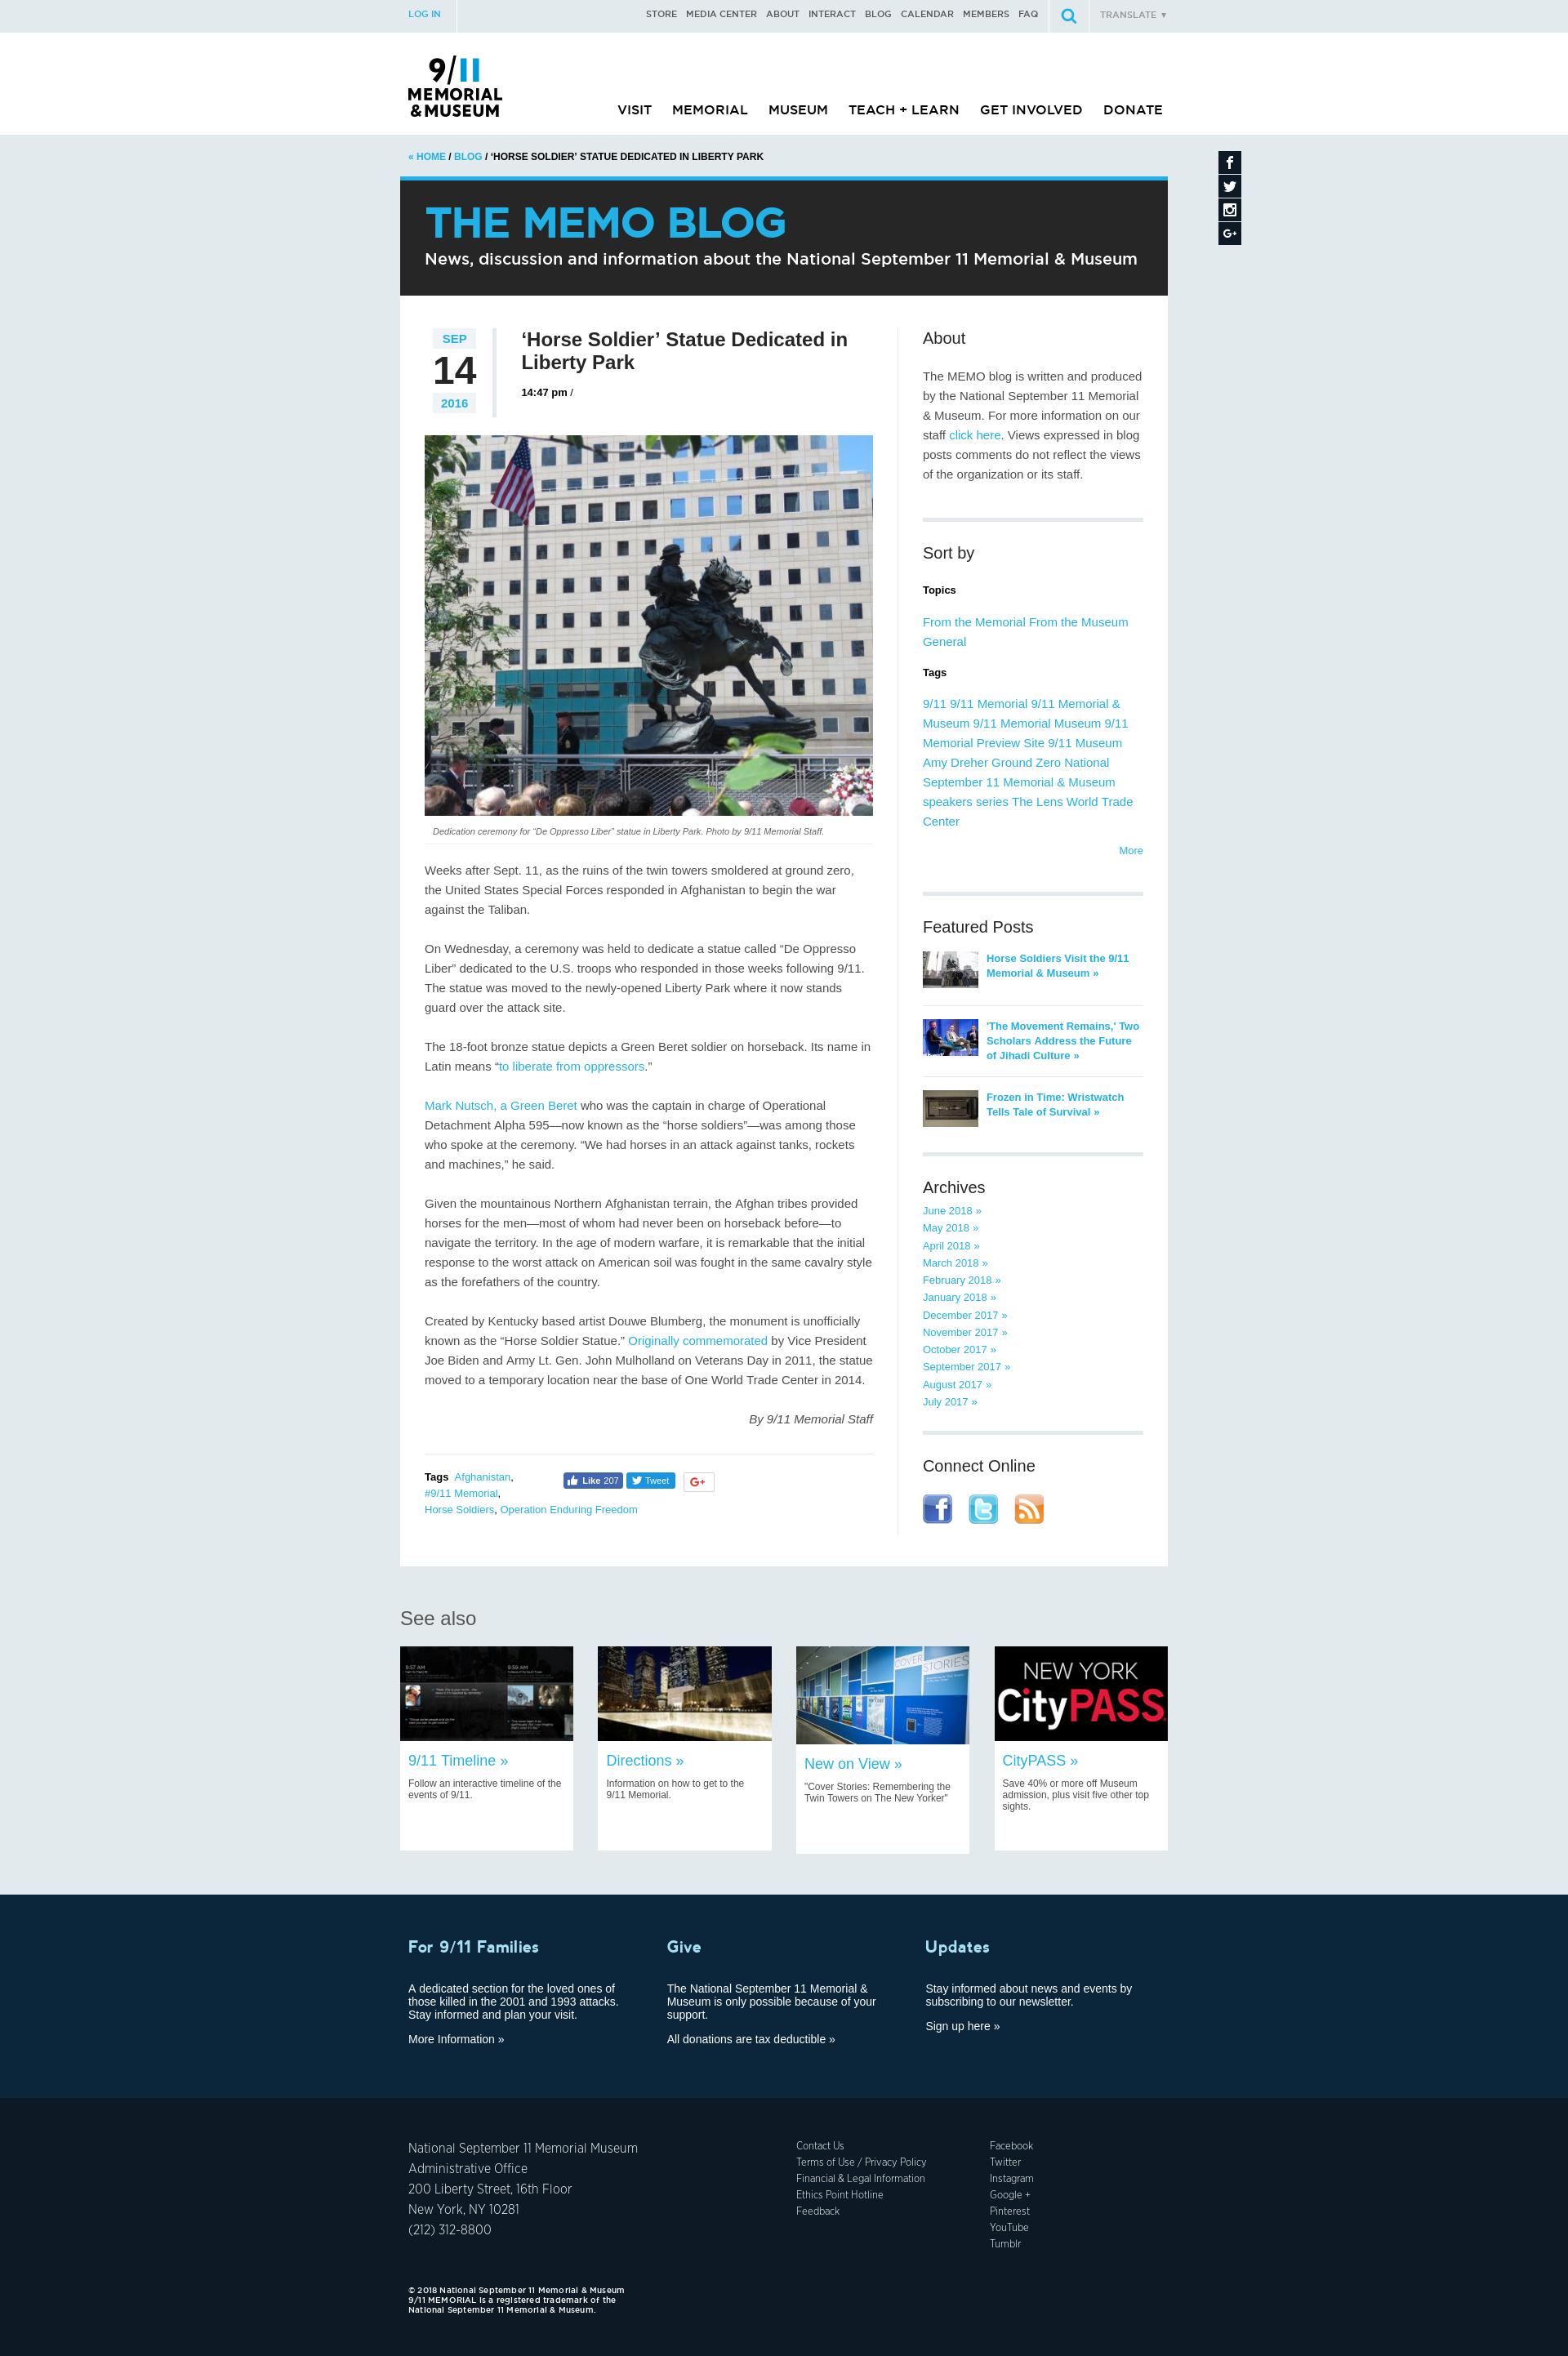 LOG IN
STORE MEDIA CENTER ABOUT INTERACT BLOG CALENDAR MEMBERS FAQ
TRANSLATE ▼
9/11
MEMORIAL
&MUSEUM
VISIT MEMORIAL MUSEUM TEACH + LEARN GET INVOLVED DONATE
« HOME / BLOG / ‘HORSE SOLDIER’ STATUE DEDICATED IN LIBERTY PARK
THE MEMO BLOG
News, discussion and information about the National September 11 Memorial & Museum
SEP
14
2016
‘Horse Soldier’ Statue Dedicated in
Liberty Park
14:47 pm /
Dedication ceremony for “De Oppresso Liber” statue in Liberty Park. Photo by 9/11 Memorial Staff.
Weeks after Sept. 11, as the ruins of the twin towers smoldered at ground zero,
the United States Special Forces responded in Afghanistan to begin the war
against the Taliban.
On Wednesday, a ceremony was held to dedicate a statue called “De Oppresso
Liber” dedicated to the U.S. troops who responded in those weeks following 9/11.
The statue was moved to the newly-opened Liberty Park where it now stands
guard over the attack site.
The 18-foot bronze statue depicts a Green Beret soldier on horseback. Its name in
Latin means “to liberate from oppressors.”
Mark Nutsch, a Green Beret who was the captain in charge of Operational
Detachment Alpha 595—now known as the “horse soldiers”—was among those
who spoke at the ceremony. “We had horses in an attack against tanks, rockets
and machines,” he said.
Given the mountainous Northern Afghanistan terrain, the Afghan tribes provided
horses for the men—most of whom had never been on horseback before—to
navigate the territory. In the age of modern warfare, it is remarkable that the initial
response to the worst attack on American soil was fought in the same cavalry style
as the forefathers of the country.
Created by Kentucky based artist Douwe Blumberg, the monument is unofficially
known as the “Horse Soldier Statue.” Originally commemorated by Vice President
Joe Biden and Army Lt. Gen. John Mulholland on Veterans Day in 2011, the statue
moved to a temporary location near the base of One World Trade Center in 2014.
By 9/11 Memorial Staff
Tags Afghanistan,
#9/11 Memorial,
Horse Soldiers, Operation Enduring Freedom
Like 207
Tweet
G+
About
The MEMO blog is written and produced
by the National September 11 Memorial
& Museum. For more information on our
staff click here. Views expressed in blog
posts comments do not reflect the views
of the organization or its staff.
Sort by
Topics
From the Memorial From the Museum
General
Tags
9/11 9/11 Memorial 9/11 Memorial &
Museum 9/11 Memorial Museum 9/11
Memorial Preview Site 9/11 Museum
Amy Dreher Ground Zero National
September 11 Memorial & Museum
speakers series The Lens World Trade
Center
More
Featured Posts
Horse Soldiers Visit the 9/11
Memorial & Museum »
'The Movement Remains,' Two
Scholars Address the Future
of Jihadi Culture »
Frozen in Time: Wristwatch
Tells Tale of Survival »
Archives
June 2018 »
May 2018 »
April 2018 »
March 2018 »
February 2018 »
January 2018 »
December 2017 »
November 2017 »
October 2017 »
September 2017 »
August 2017 »
July 2017 »
Connect Online
See also
9:57 AM
9:59 AM
COVER STORIES
NEW YORK
CityPASS
9/11 Timeline »
Follow an interactive timeline of the
events of 9/11.
Directions »
Information on how to get to the
9/11 Memorial.
New on View »
"Cover Stories: Remembering the
Twin Towers on The New Yorker"
CityPASS »
Save 40% or more off Museum
admission, plus visit five other top
sights.
For 9/11 Families
A dedicated section for the loved ones of
those killed in the 2001 and 1993 attacks.
Stay informed and plan your visit.
More Information »
Give
The National September 11 Memorial &
Museum is only possible because of your
support.
All donations are tax deductible »
Updates
Stay informed about news and events by
subscribing to our newsletter.
Sign up here »
National September 11 Memorial Museum
Administrative Office
200 Liberty Street, 16th Floor
New York, NY 10281
(212) 312-8800
Contact Us
Terms of Use / Privacy Policy
Financial & Legal Information
Ethics Point Hotline
Feedback
Facebook
Twitter
Instagram
Google +
Pinterest
YouTube
Tumblr
© 2018 National September 11 Memorial & Museum
9/11 MEMORIAL is a registered trademark of the
National September 11 Memorial & Museum.